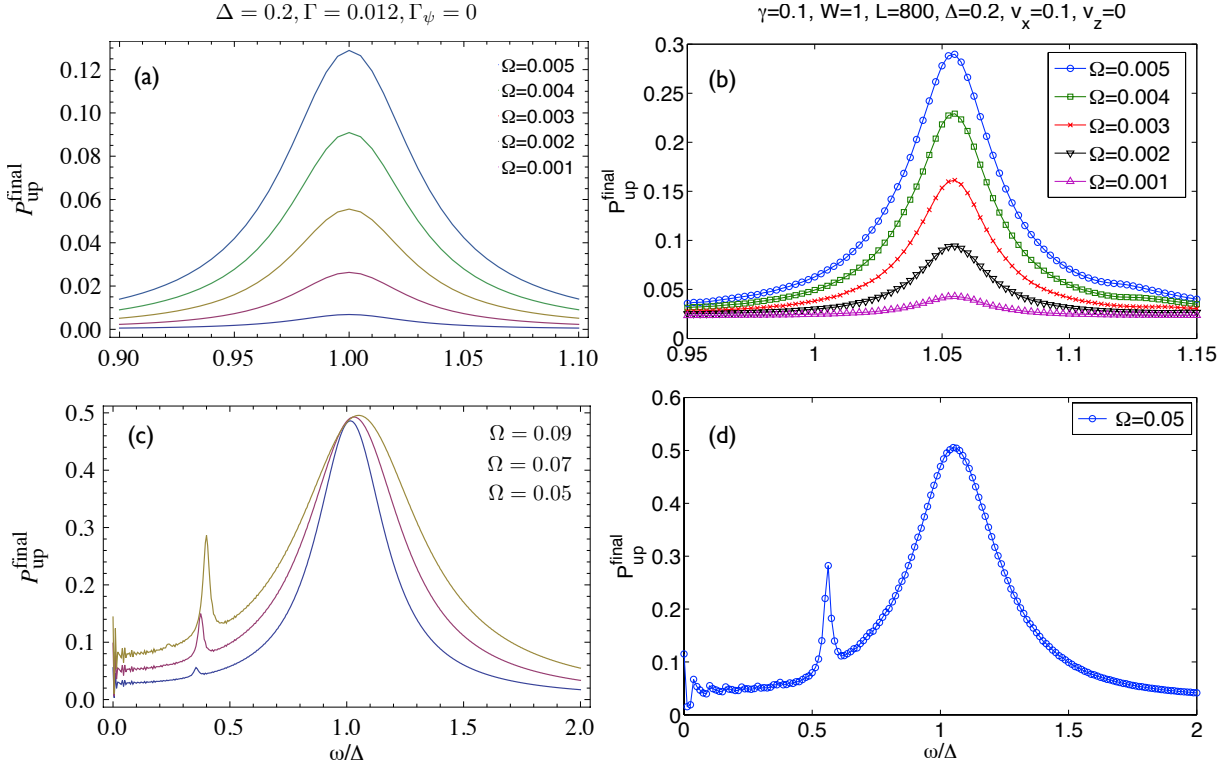 Δ = 0.2, Γ = 0.012, Γ_ψ = 0
(a)
Ω=0.005
Ω=0.004
Ω=0.003
Ω=0.002
Ω=0.001
P_up^final
0.12
0.10
0.08
0.06
0.04
0.02
0.00
0.90
0.95
1.00
1.05
1.10
γ=0.1, W=1, L=800, Δ=0.2, v_x=0.1, v_z=0
(b)
Ω=0.005
Ω=0.004
Ω=0.003
Ω=0.002
Ω=0.001
P_up^final
0.3
0.25
0.2
0.15
0.1
0.05
0
0.95
1
1.05
1.1
1.15
(c)
Ω = 0.09
Ω = 0.07
Ω = 0.05
P_up^final
0.5
0.4
0.3
0.2
0.1
0.0
0.0
0.5
1.0
1.5
2.0
ω/Δ
(d)
Ω=0.05
P_up^final
0.6
0.5
0.4
0.3
0.2
0.1
0
0
0.5
1
1.5
2
ω/Δ